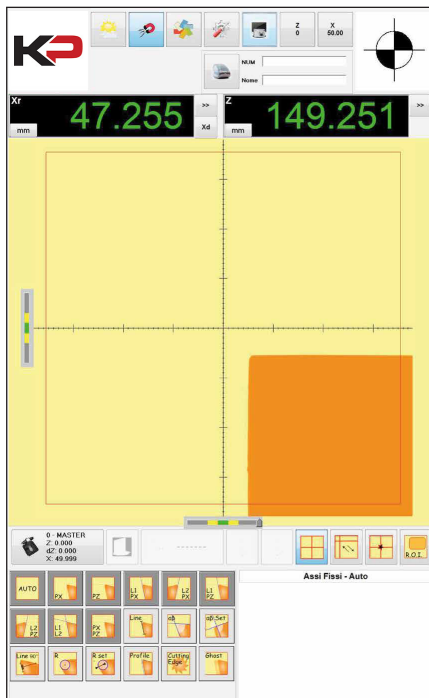 KP
Z
0
X
50.00
NUM
Nome
Xr
47.255
>>
mm
Xd
Z
149.251
>>
mm
0 - MASTER
Z: 0.000
dZ: 0.000
X: 49.999
-------
R.O.I.
Assi Fissi - Auto
AUTO
PX
PZ
L1
PX
L2
PZ
L1
PZ
L2
PZ
L1
L2
PX
PZ
Line
αβ
αβ Set
Line 90°
R
R set
Profile
Cutting
Edge
Ghost